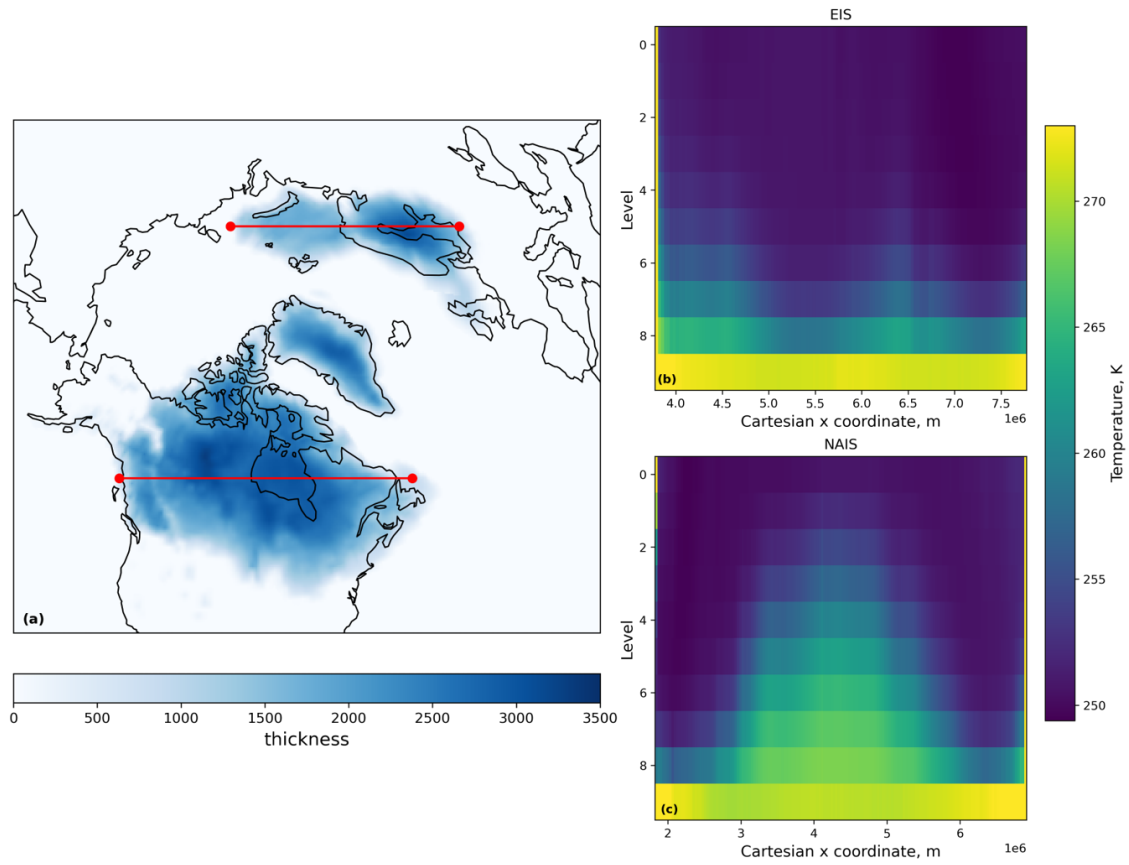 (a)
0 500 1000 1500 2000 2500 3000 3500
thickness
EIS
0
2
4
6
8
Level
(b)
4.0 4.5 5.0 5.5 6.0 6.5 7.0 7.5
1e6
Cartesian x coordinate, m
NAIS
0
2
4
6
8
Level
(c)
2 3 4 5 6
1e6
Cartesian x coordinate, m
270
265
260
255
250
Temperature, K